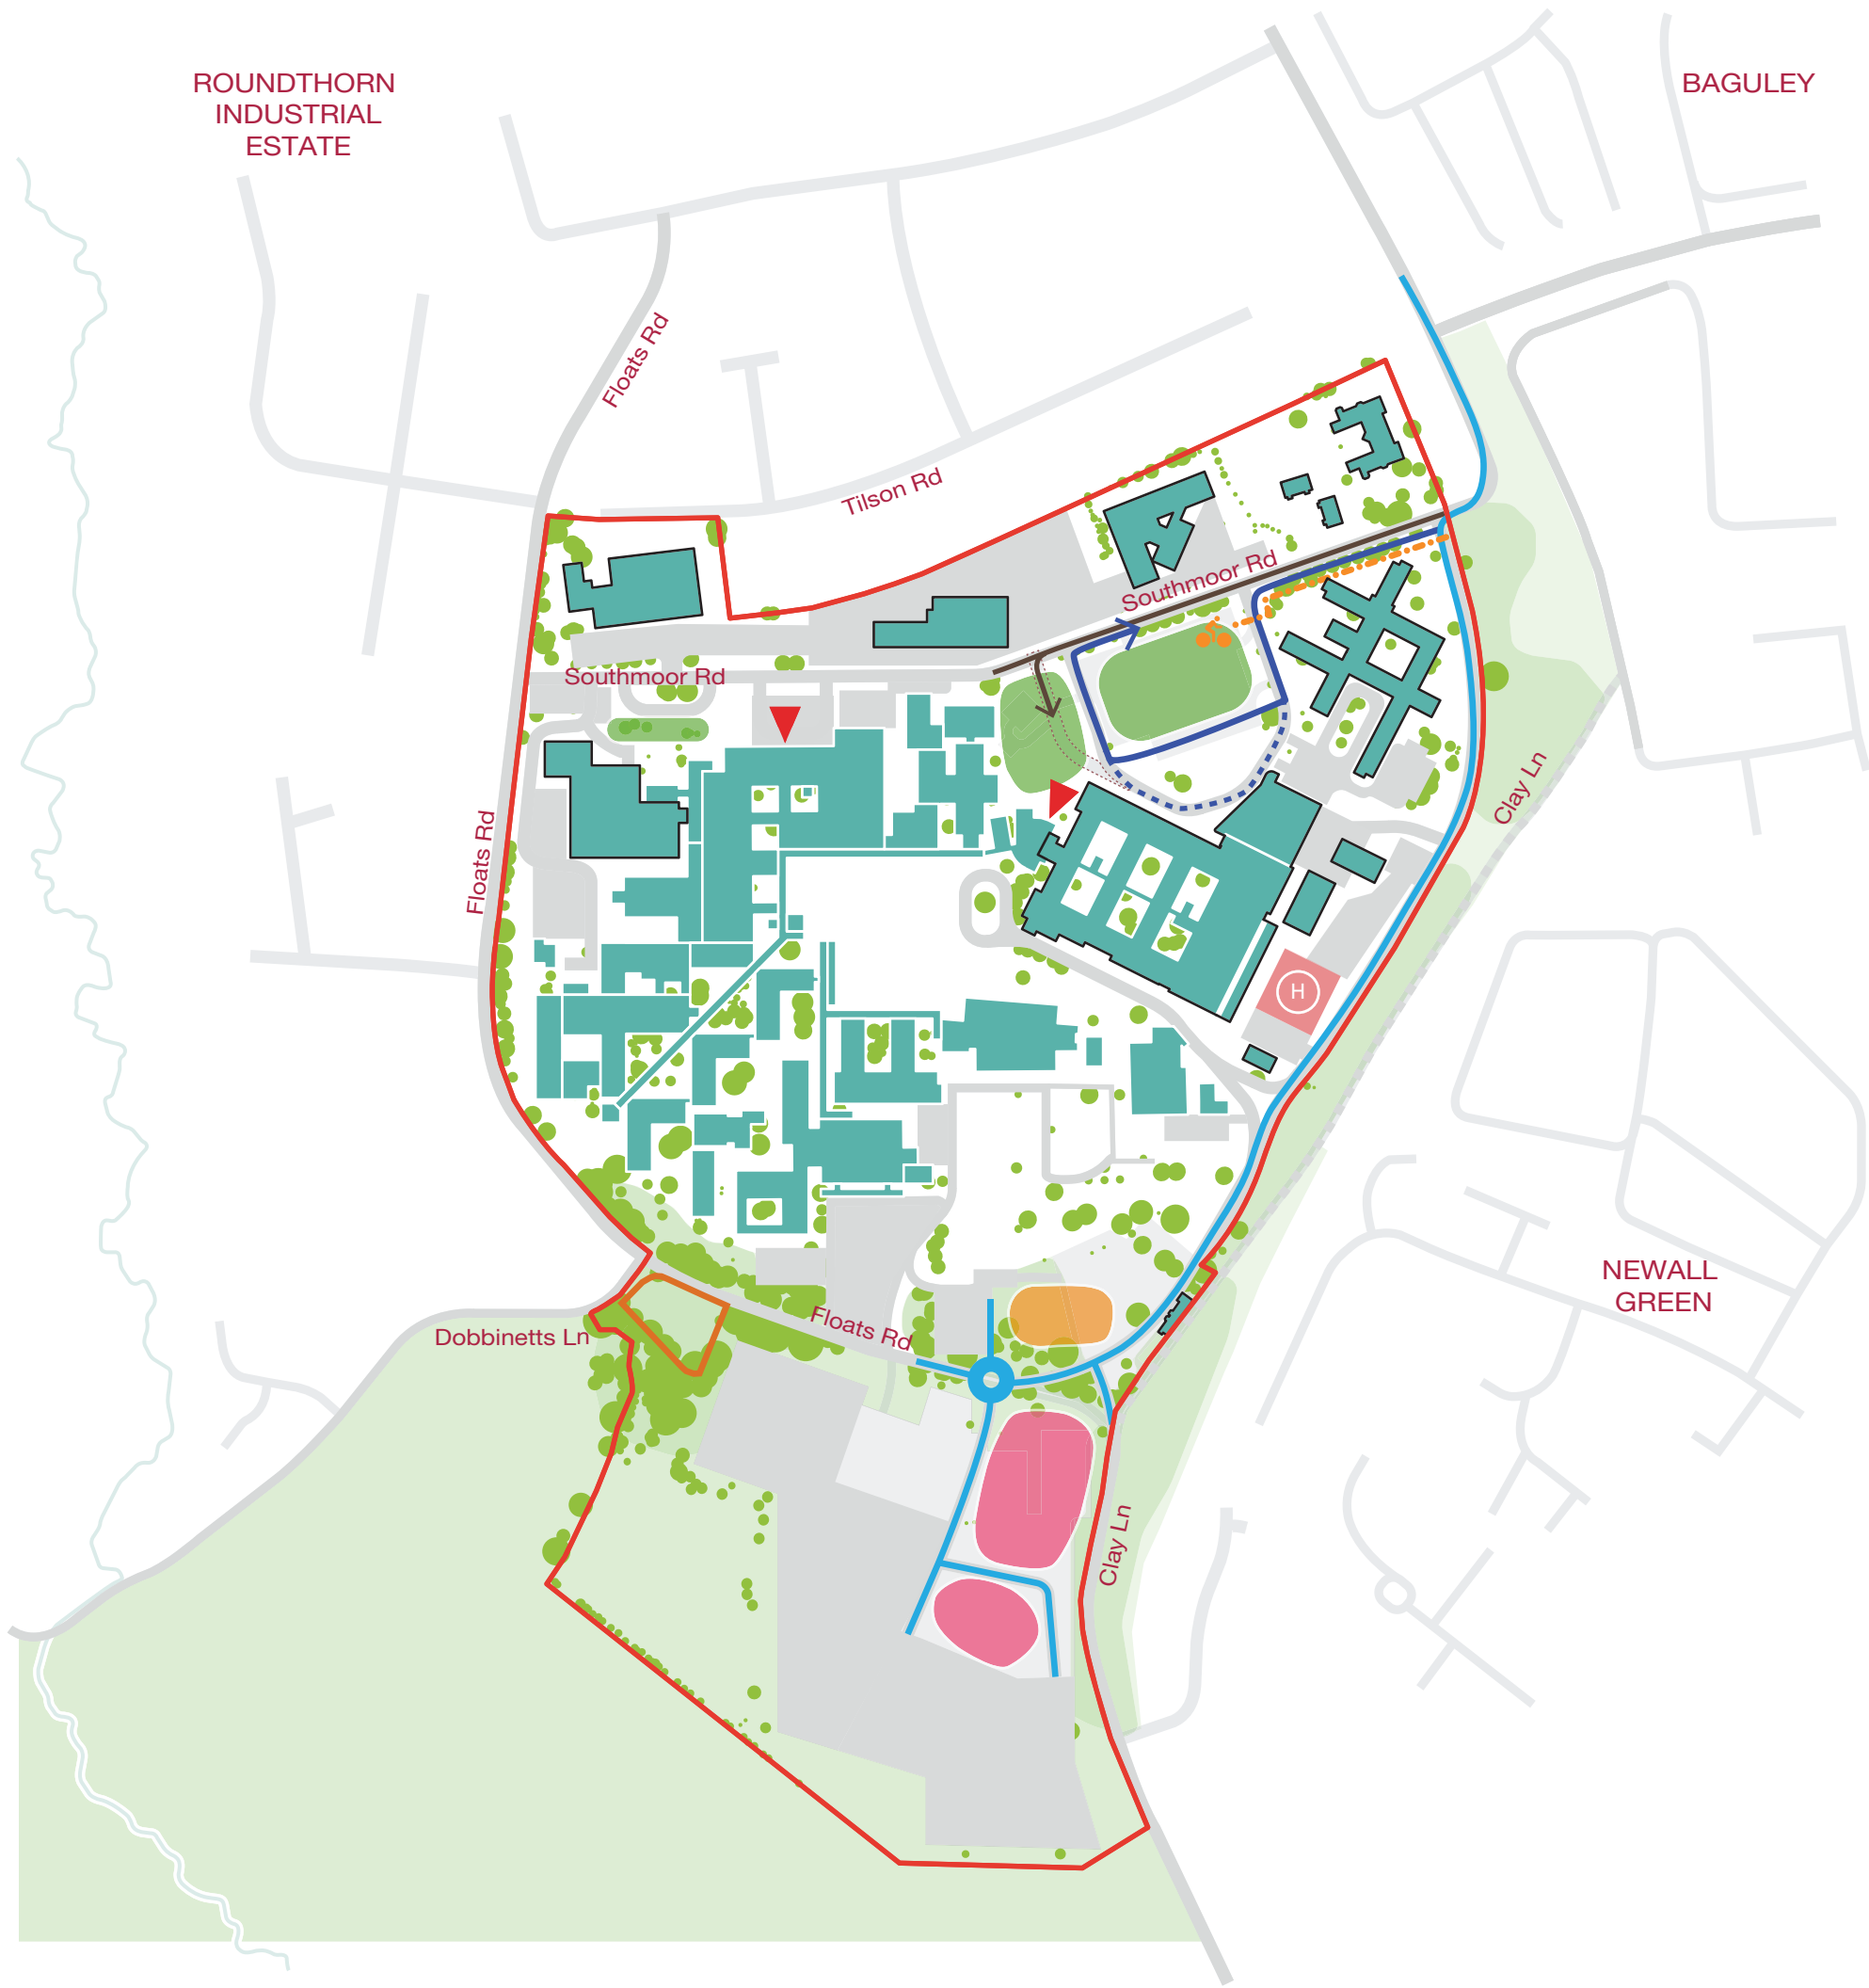 ROUNDTHORN
INDUSTRIAL
ESTATE
BAGULEY
Floats Rd
Tilson Rd
Southmoor Rd
Southmoor Rd
Clay Ln
Floats Rd
H
NEWALL
GREEN
Floats Rd
Dobbinetts Ln
Clay Ln